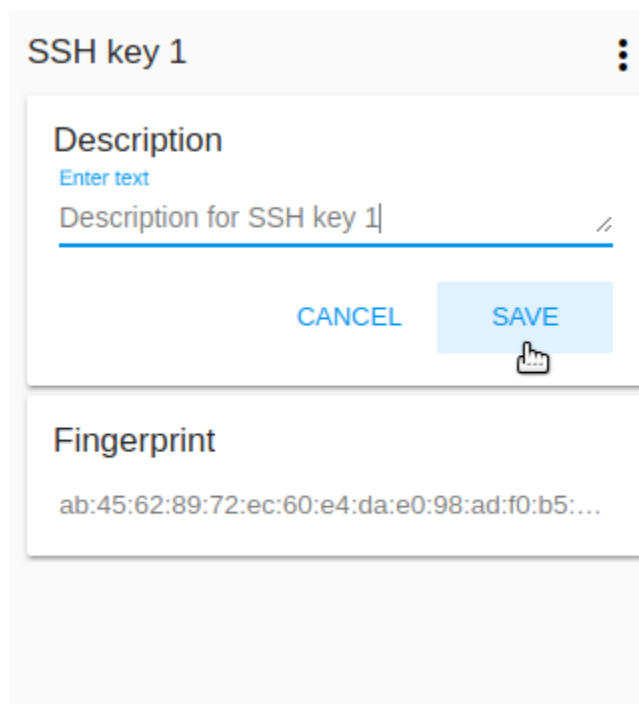 SSH key 1
Description
Enter text
Description for SSH key 1
CANCEL SAVE
Fingerprint
ab:45:62:89:72:ec:60:e4:da:e0:98:ad:f0:b5:...